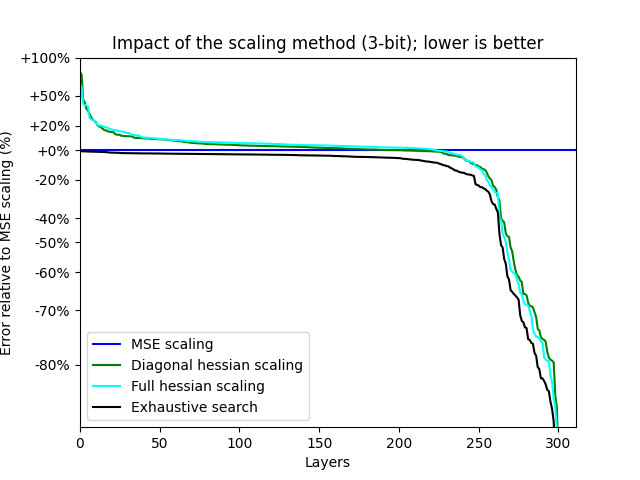 Impact of the scaling method (3-bit); lower is better
Error relative to MSE scaling (%)
+100%
+50%
+20%
+0%
-20%
-40%
-50%
-60%
-70%
-80%
MSE scaling
Diagonal hessian scaling
Full hessian scaling
Exhaustive search
0
50
100
150
200
250
300
Layers